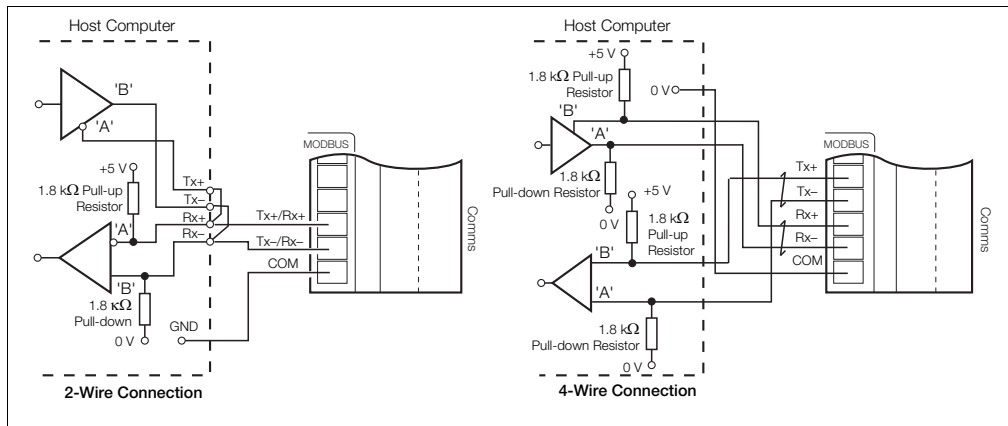 Host Computer
'B'
'A'
+5 V
1.8 kΩ Pull-up
Resistor
'A'
'B'
1.8 κΩ
Pull-down
0 V
GND
Tx+
Tx–
Rx+
Rx–
Tx+/Rx+
Tx–/Rx–
COM
MODBUS
Comms
2-Wire Connection
Host Computer
+5 V
1.8 kΩ Pull-up
Resistor
0 V
'B'
'A'
1.8 kΩ
Pull-down Resistor
0 V
+5 V
1.8 kΩ
Pull-up
Resistor
'B'
'A'
1.8 kΩ
Pull-down Resistor
0 V
MODBUS
Tx+
Tx–
Rx+
Rx–
COM
Comms
4-Wire Connection